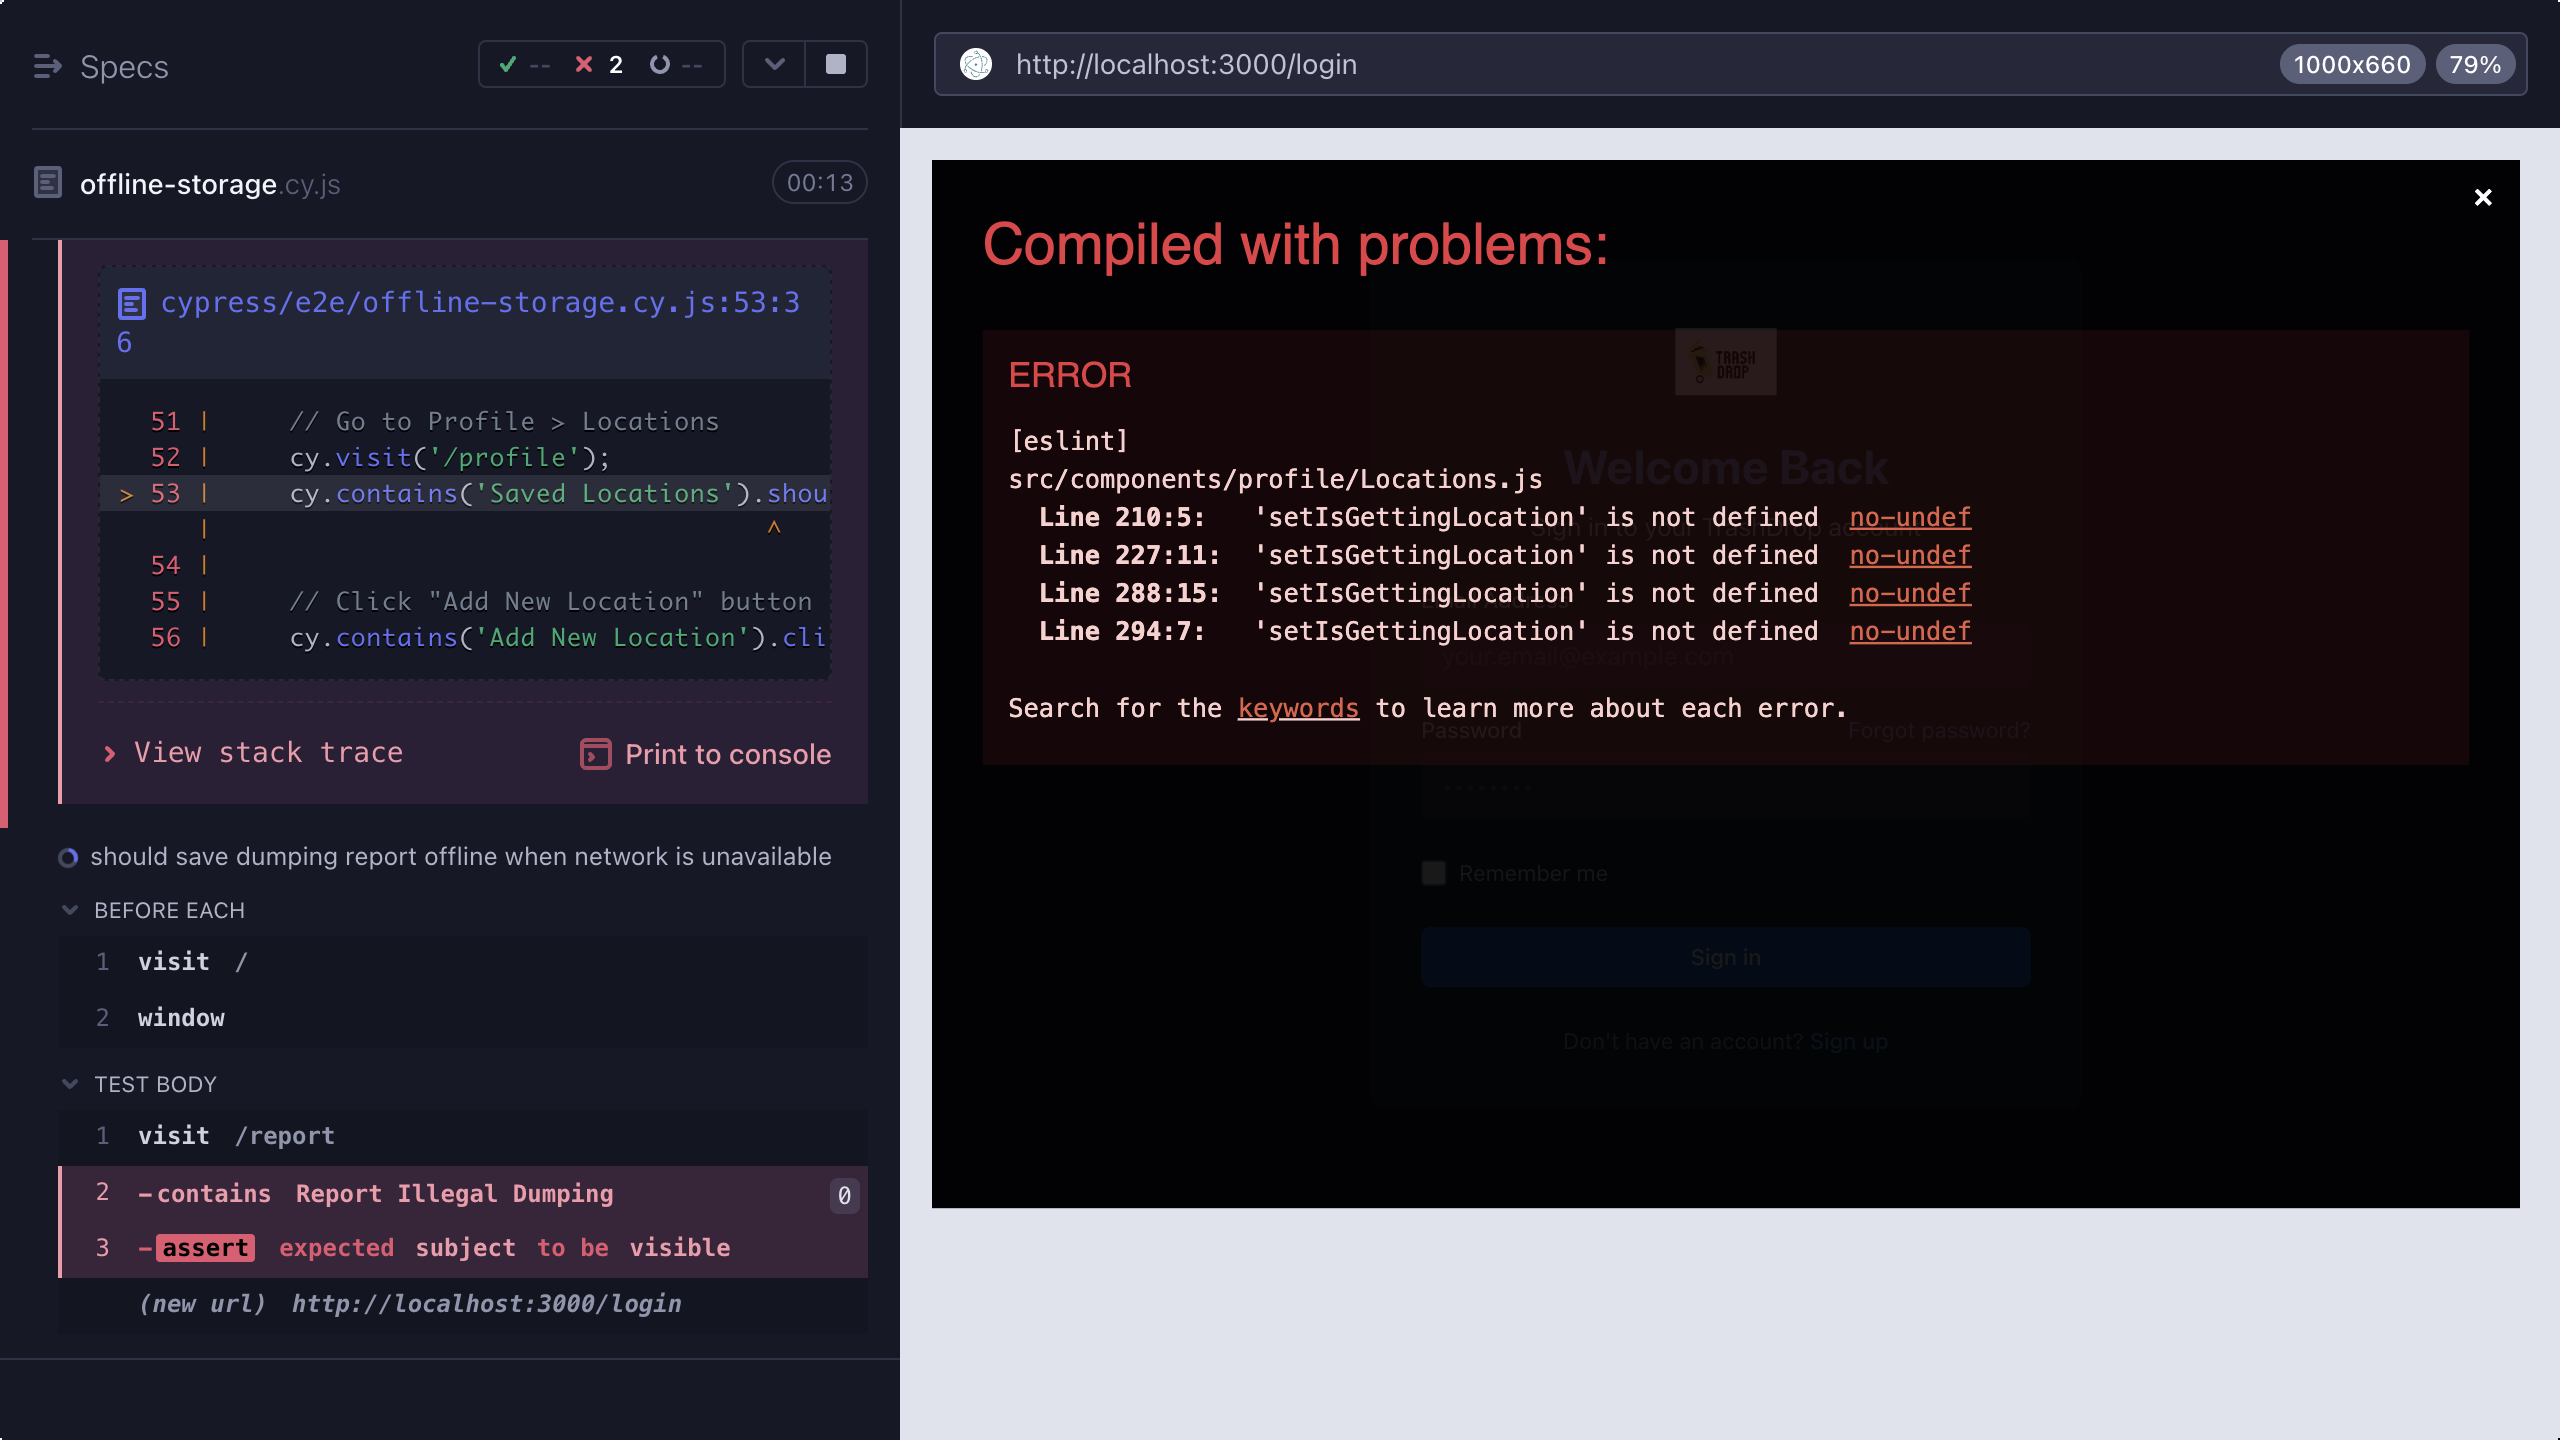 Specs
-- 2 --
offline-storage.cy.js
00:13
cypress/e2e/offline-storage.cy.js:53:3
6
51 | // Go to Profile > Locations
52 | cy.visit('/profile');
> 53 | cy.contains('Saved Locations').shou
| ^
54 |
55 | // Click "Add New Location" button
56 | cy.contains('Add New Location').cli
View stack trace
Print to console
should save dumping report offline when network is unavailable
BEFORE EACH
1 visit /
2 window
TEST BODY
1 visit /report
2 -contains Report Illegal Dumping 0
3 -assert expected subject to be visible
(new url) http://localhost:3000/login
http://localhost:3000/login
1000x660
79%
×
Compiled with problems:
TRASH
DROP
ERROR
[eslint]
Welcome Back
src/components/profile/Locations.js
Line 210:5: 'setIsGettingLocation' is not defined no-undef
Sign in to your TrashDrop account
Line 227:11: 'setIsGettingLocation' is not defined no-undef
Line 288:15: 'setIsGettingLocation' is not defined no-undef
Email Address
Line 294:7: 'setIsGettingLocation' is not defined no-undef
your.email@example.com
Search for the keywords to learn more about each error.
Password
Forgot password?
••••••••
Remember me
Sign in
Don't have an account? Sign up